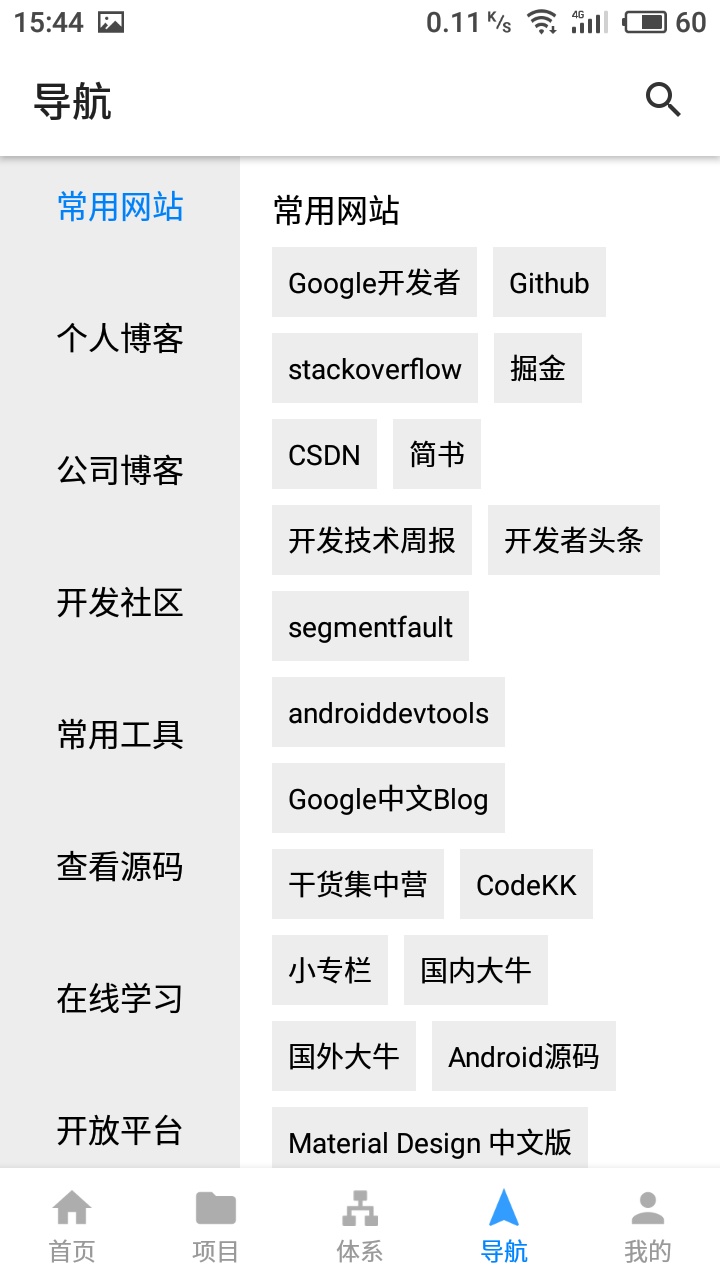 15:44 0.11 K/s 4G 60
导航
常用网站
个人博客
公司博客
开发社区
常用工具
查看源码
在线学习
开放平台
常用网站
Google开发者 Github
stackoverflow 掘金
CSDN 简书
开发技术周报 开发者头条
segmentfault
androiddevtools
Google中文Blog
干货集中营 CodeKK
小专栏 国内大牛
国外大牛 Android源码
Material Design 中文版
首页 项目 体系 导航 我的